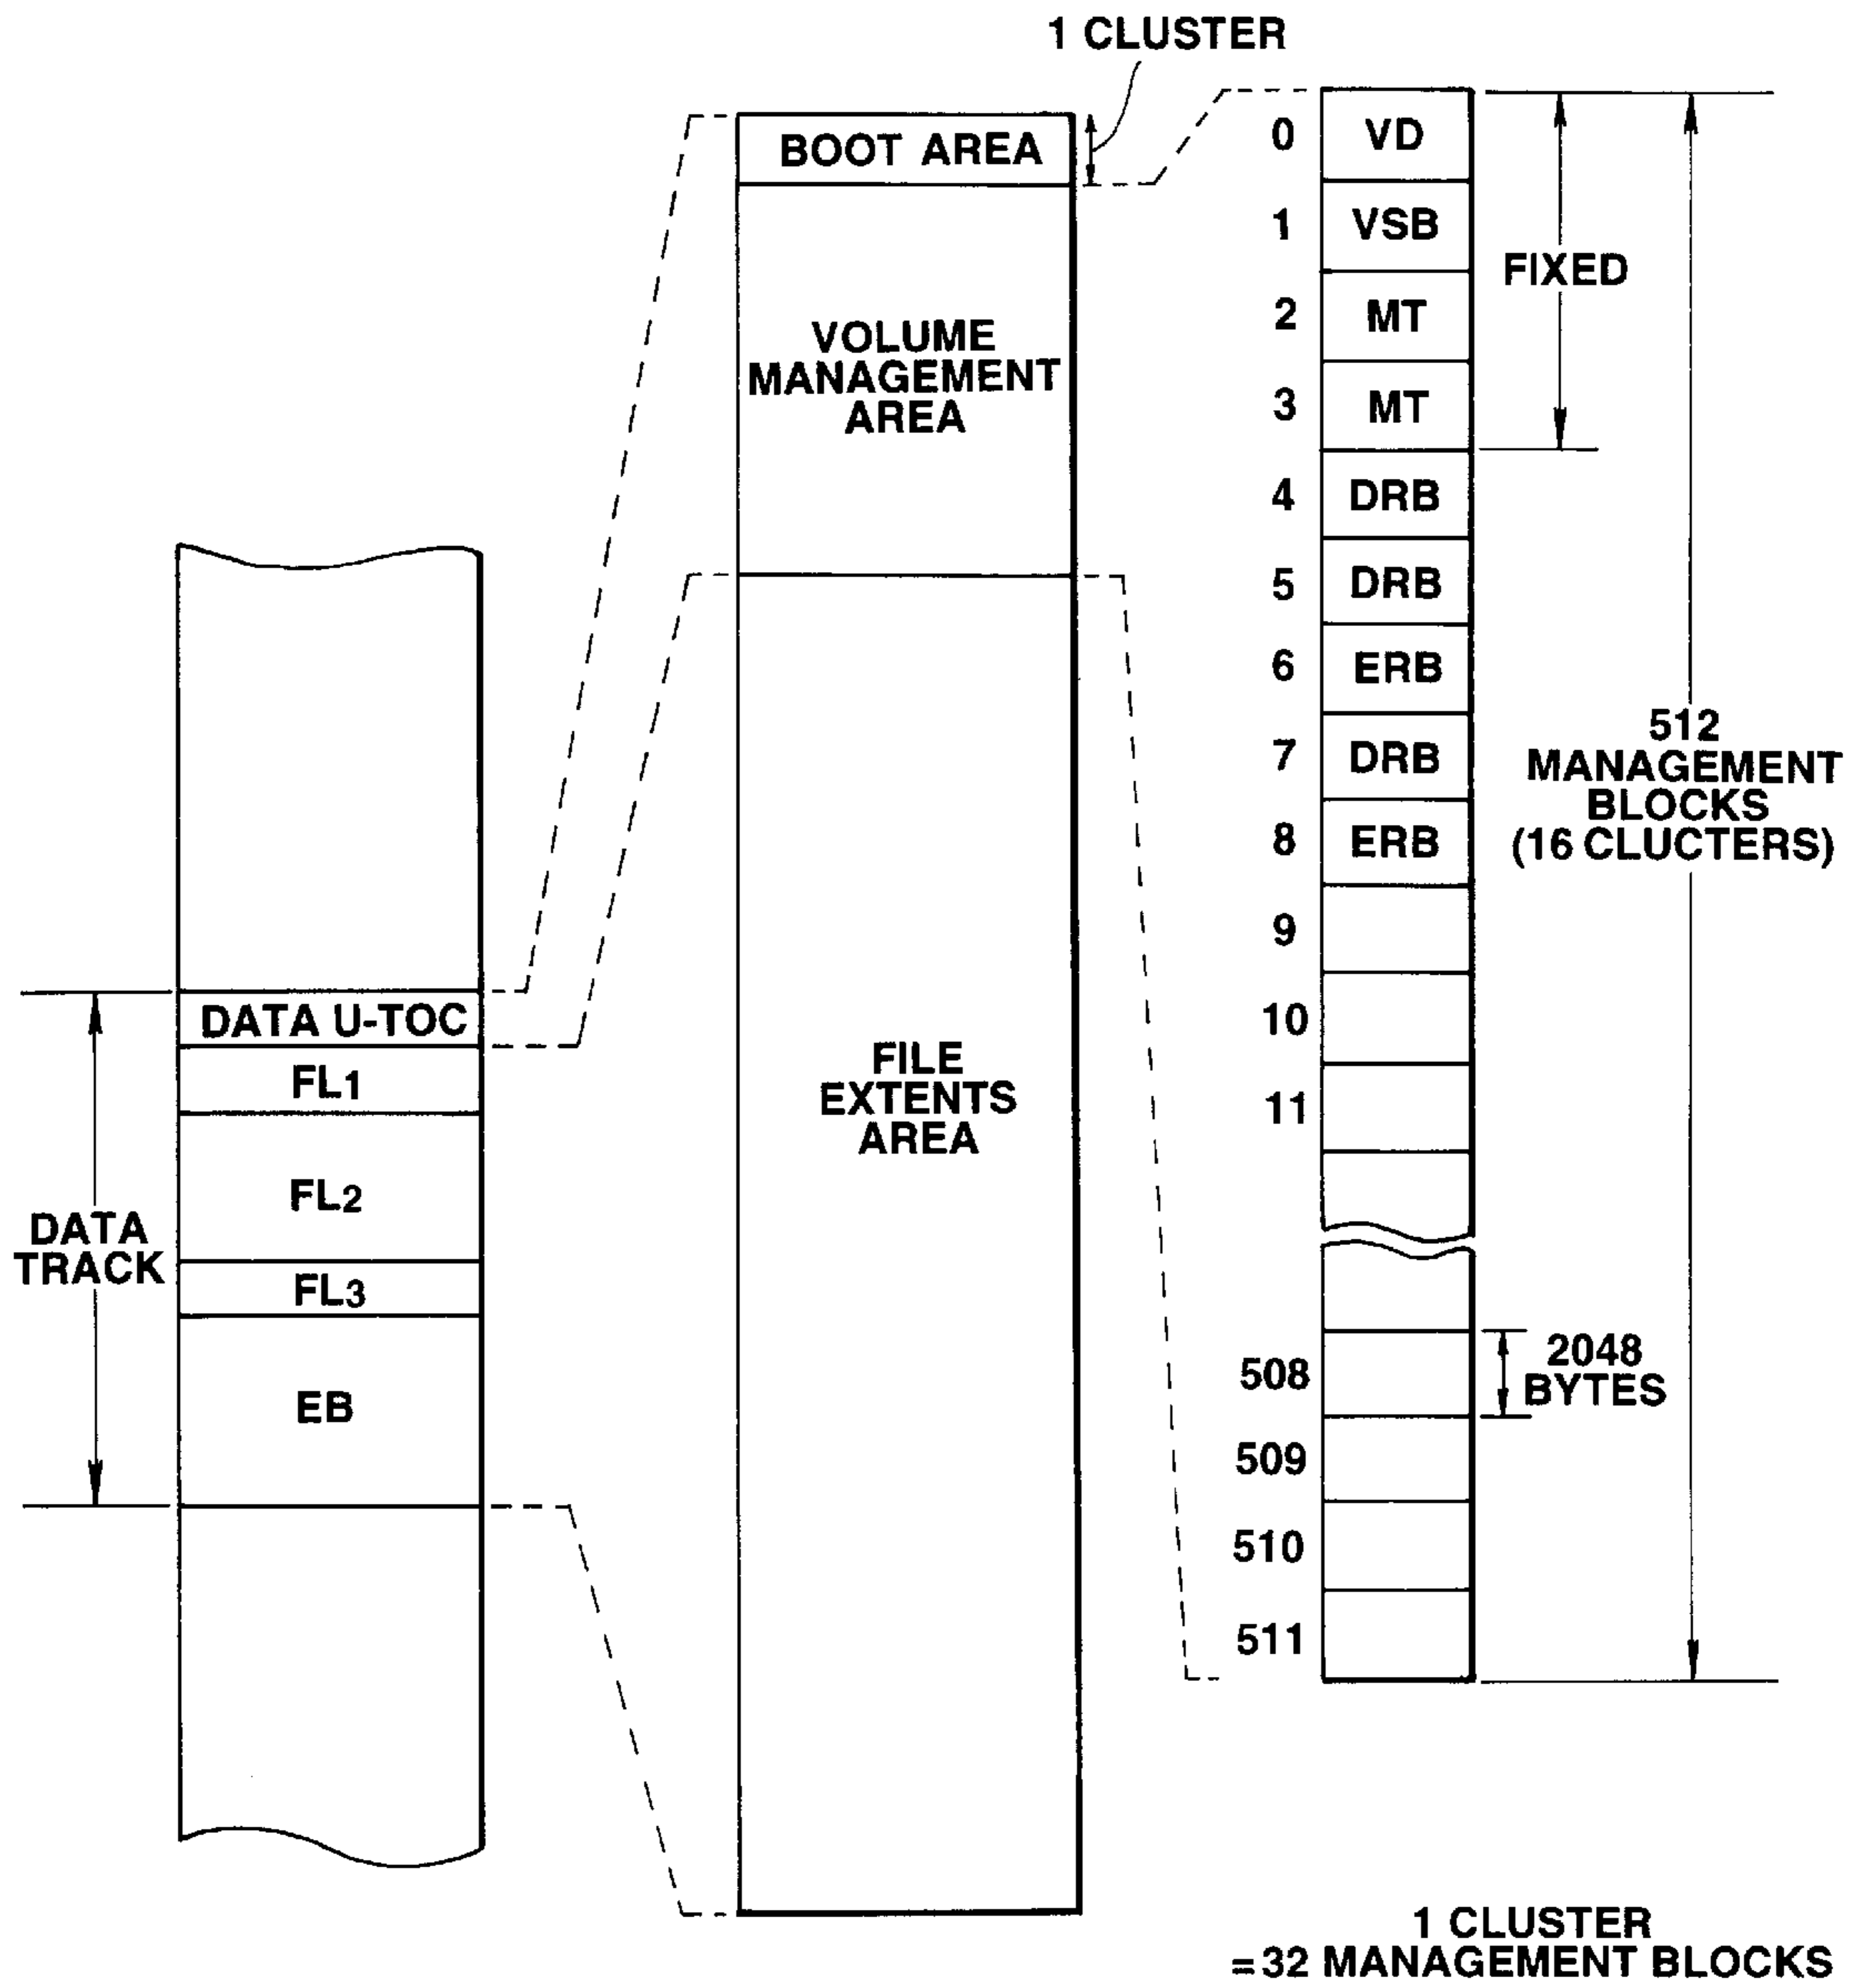 1 CLUSTER
BOOT AREA
VOLUME
MANAGEMENT
AREA
FILE
EXTENTS
AREA
DATA U-TOC
FL1
FL2
FL3
EB
DATA
TRACK
0 VD
1 VSB
2 MT
3 MT
4 DRB
5 DRB
6 ERB
7 DRB
8 ERB
9
10
11
508
509
510
511
FIXED
512
MANAGEMENT
BLOCKS
(16 CLUCTERS)
2048
BYTES
1 CLUSTER
=32 MANAGEMENT BLOCKS